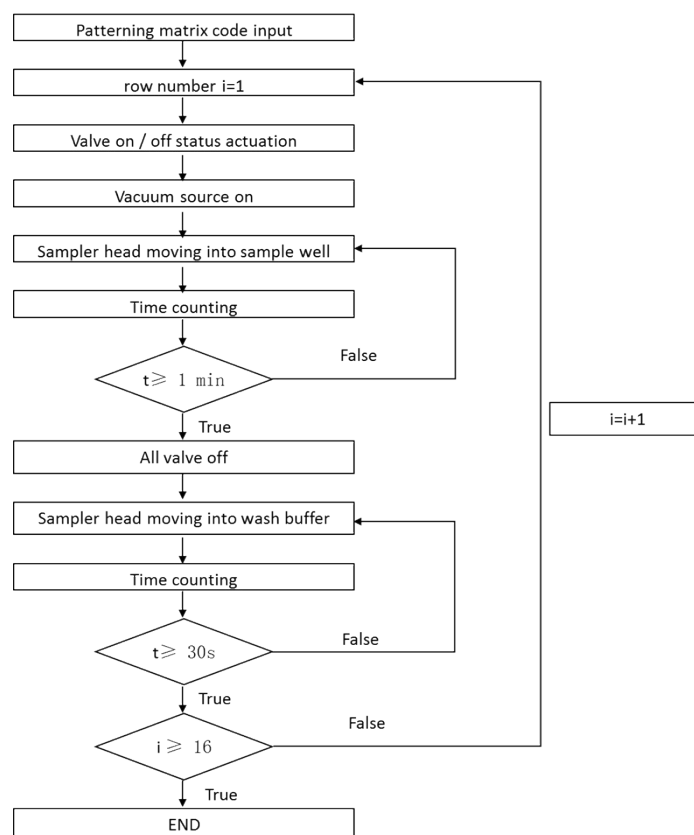 Patterning matrix code input
row number i=1
Valve on / off status actuation
Vacuum source on
Sampler head moving into sample well
Time counting
False
t≥ 1 min
True
i=i+1
All valve off
Sampler head moving into wash buffer
Time counting
False
t≥ 30s
True
False
i≥ 16
True
END